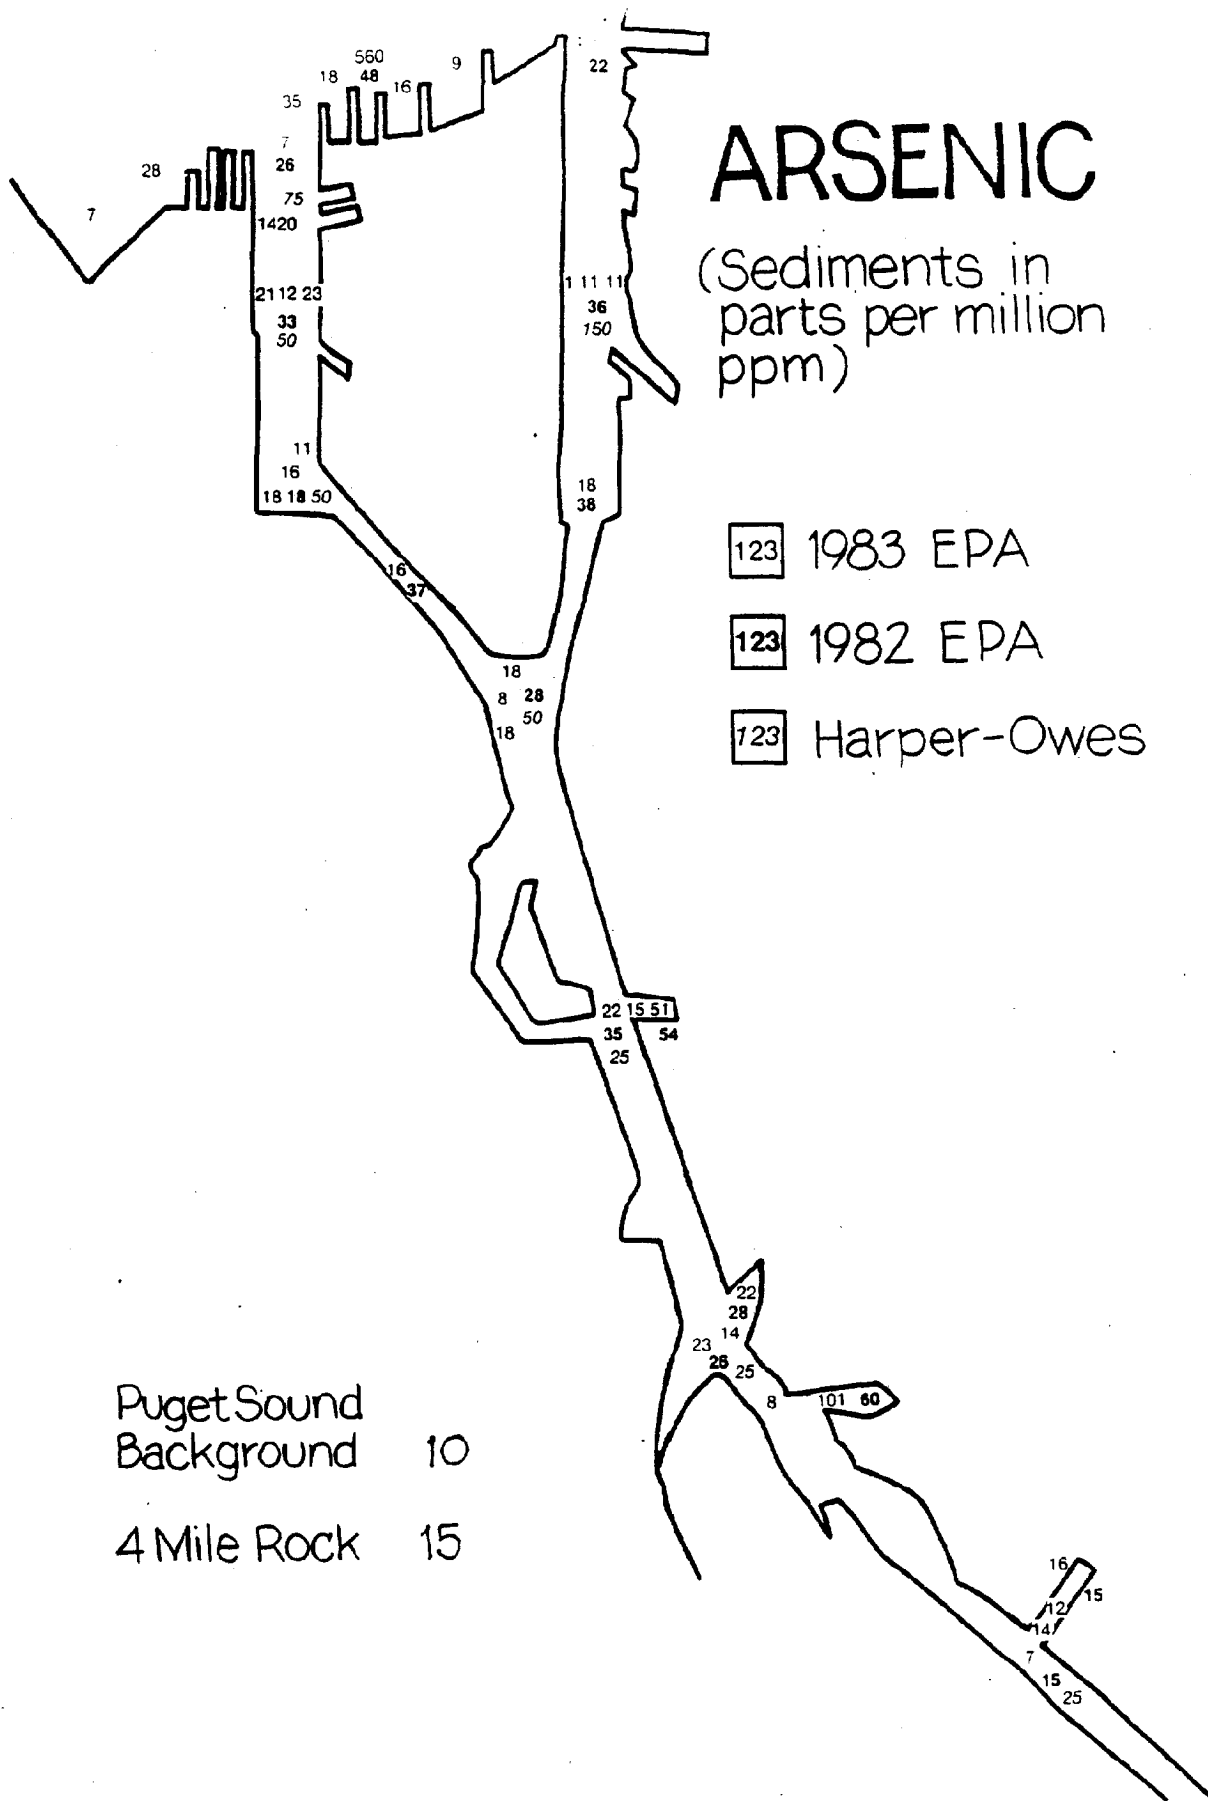 560
18 48 16
9
22
35
7
28
26
75
7
1420
ARSENIC
(Sediments in
parts per million
ppm)
21 12 23
33
50
1 11 11
36
150
11
16
18 18 50
18
38
123 1983 EPA
16
37
123 1982 EPA
18
8 28
50
18
123 Harper-Owes
22 15 51
35 54
25
22
28
14
23
26
25
8 101 60
Puget Sound
Background 10
4 Mile Rock 15
16
15
12
14
7
15
25